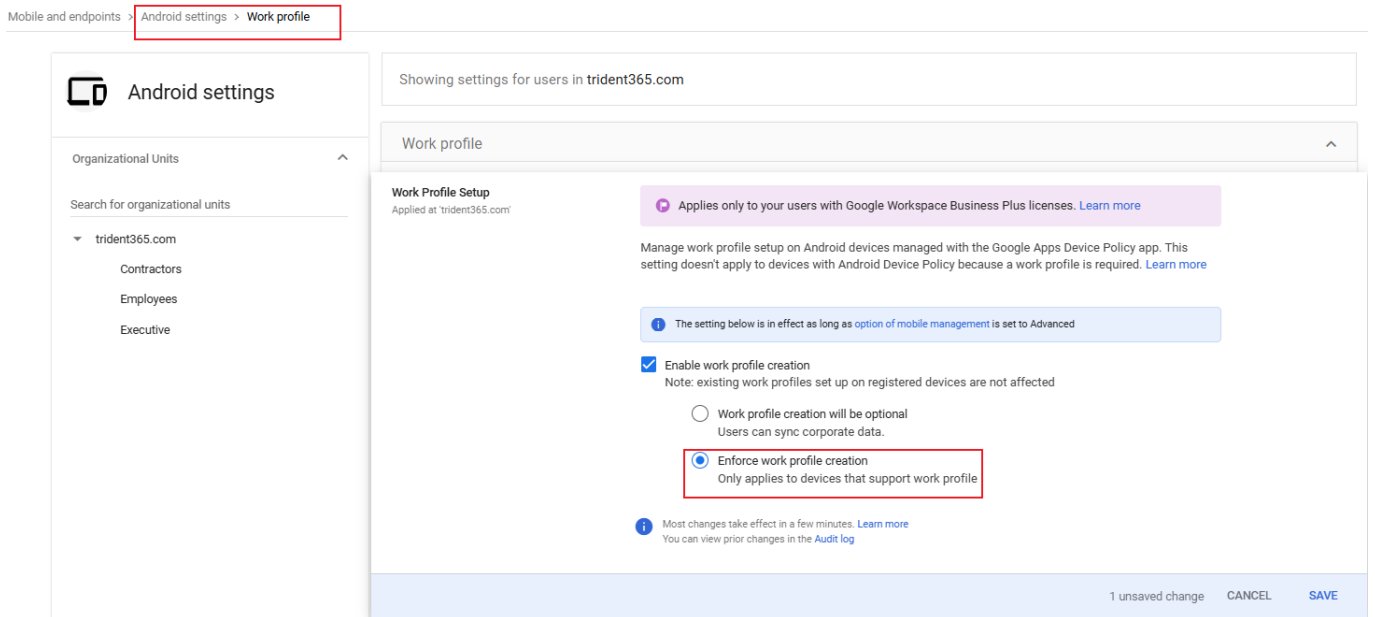 Mobile and endpoints > Android settings > Work profile
Android settings
Organizational Units
Search for organizational units
trident365.com
Contractors
Employees
Executive
Showing settings for users in trident365.com
Work profile
Work Profile Setup
Applied at 'trident365.com'
Applies only to your users with Google Workspace Business Plus licenses. Learn more
Manage work profile setup on Android devices managed with the Google Apps Device Policy app. This
setting doesn't apply to devices with Android Device Policy because a work profile is required. Learn more
The setting below is in effect as long as option of mobile management is set to Advanced
Enable work profile creation
Note: existing work profiles set up on registered devices are not affected
Work profile creation will be optional
Users can sync corporate data.
Enforce work profile creation
Only applies to devices that support work profile
Most changes take effect in a few minutes. Learn more
You can view prior changes in the Audit log
1 unsaved change CANCEL SAVE